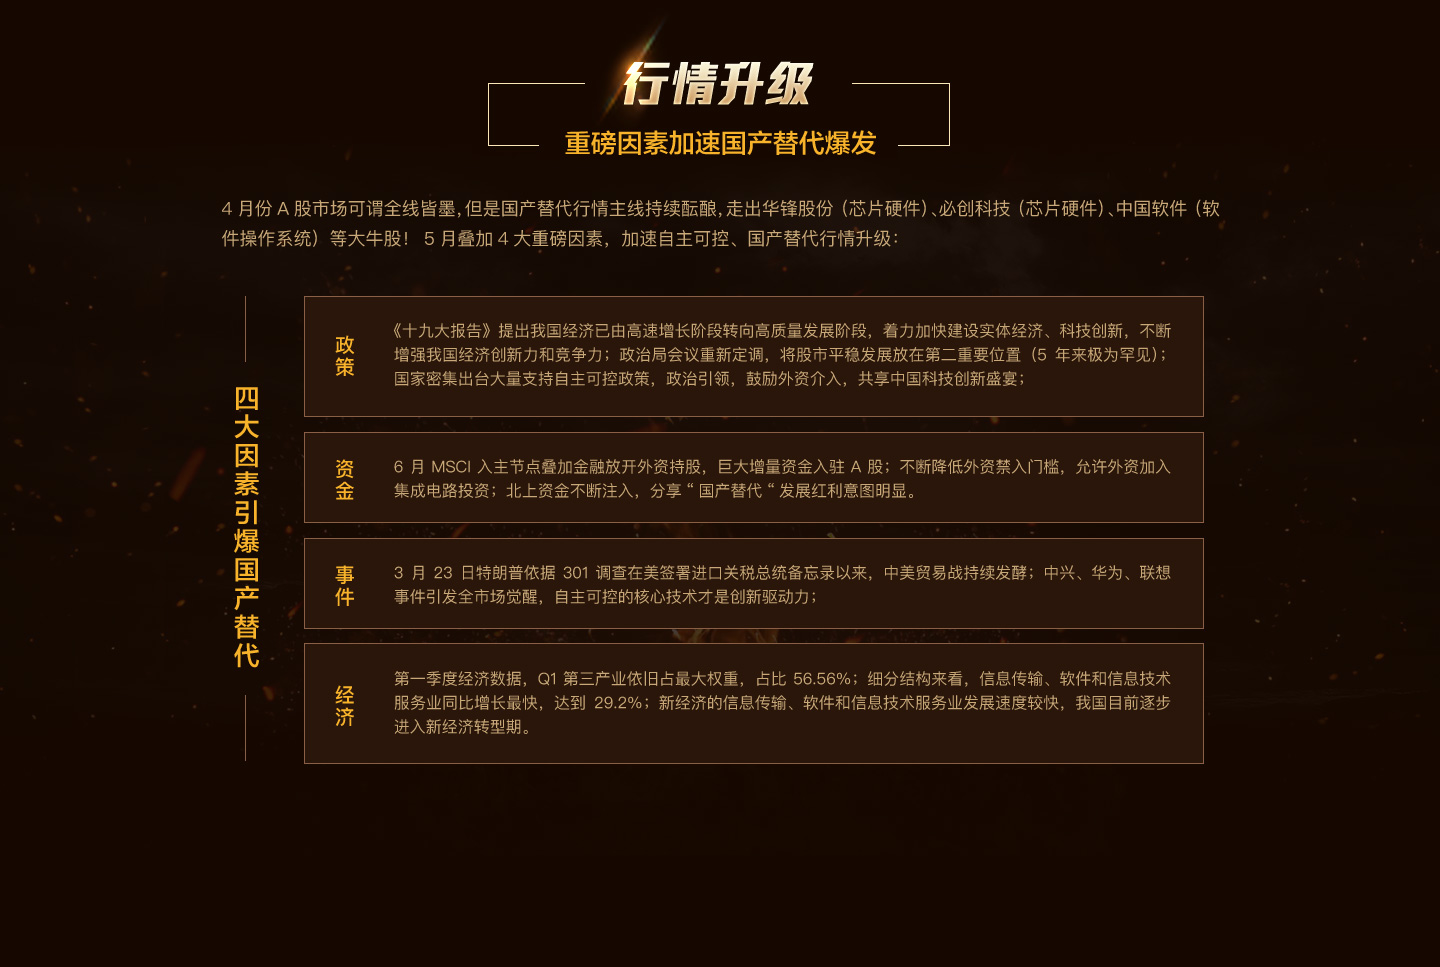 行情升级
重磅因素加速国产替代爆发
4 月份 A 股市场可谓全线皆墨，但是国产替代行情主线持续酝酿，走出华锋股份（芯片硬件）、必创科技（芯片硬件）、中国软件（软
件操作系统）等大牛股！ 5 月叠加 4 大重磅因素，加速自主可控、国产替代行情升级：
四大因素引爆国产替代
政策
《十九大报告》提出我国经济已由高速增长阶段转向高质量发展阶段，着力加快建设实体经济、科技创新，不断
增强我国经济创新力和竞争力；政治局会议重新定调，将股市平稳发展放在第二重要位置（5 年来极为罕见）；
国家密集出台大量支持自主可控政策，政治引领，鼓励外资介入，共享中国科技创新盛宴；
资金
6 月 MSCI 入主节点叠加金融放开外资持股，巨大增量资金入驻 A 股；不断降低外资禁入门槛，允许外资加入
集成电路投资；北上资金不断注入，分享 “ 国产替代 “ 发展红利意图明显。
事件
3 月 23 日特朗普依据 301 调查在美签署进口关税总统备忘录以来，中美贸易战持续发酵；中兴、华为、联想
事件引发全市场觉醒，自主可控的核心技术才是创新驱动力；
经济
第一季度经济数据，Q1 第三产业依旧占最大权重，占比 56.56%；细分结构来看，信息传输、软件和信息技术
服务业同比增长最快，达到 29.2%；新经济的信息传输、软件和信息技术服务业发展速度较快，我国目前逐步
进入新经济转型期。